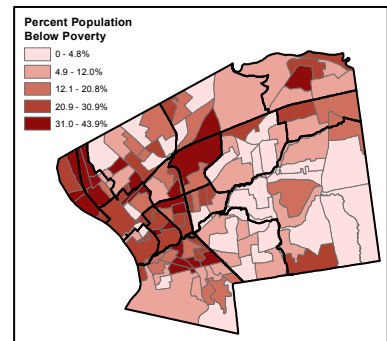 Percent Population
Below Poverty
0 - 4.8%
4.9 - 12.0%
12.1 - 20.8%
20.9 - 30.9%
31.0 - 43.9%